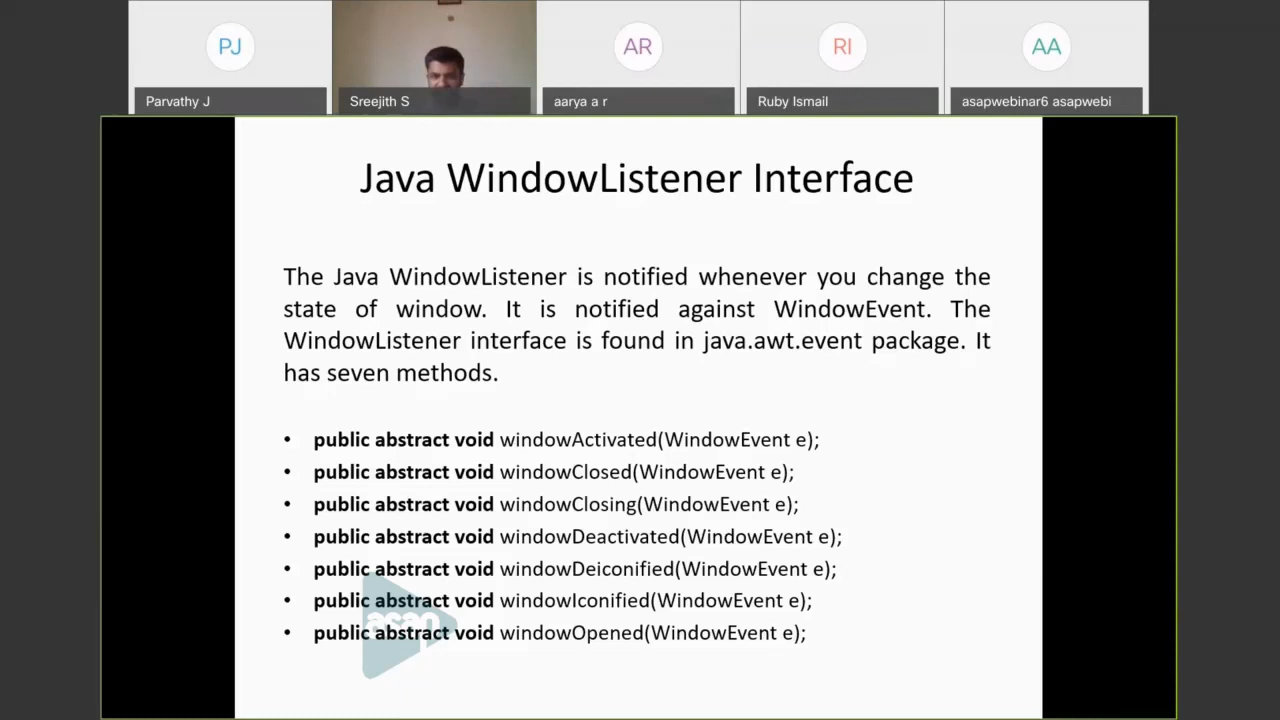 PJ
AR
RI
AA
Parvathy J
Sreejith S
aarya a r
Ruby Ismail
asapwebinar6 asapwebi
Java WindowListener Interface
The Java WindowListener is notified whenever you change the
state of window. It is notified against WindowEvent. The
WindowListener interface is found in java.awt.event package. It
has seven methods.
• public abstract void windowActivated(WindowEvent e);
• public abstract void windowClosed(WindowEvent e);
• public abstract void windowClosing(WindowEvent e);
• public abstract void windowDeactivated(WindowEvent e);
• public abstract void windowDeiconified(WindowEvent e);
• public abstract void windowIconified(WindowEvent e);
asap
• public abstract void windowOpened(WindowEvent e);